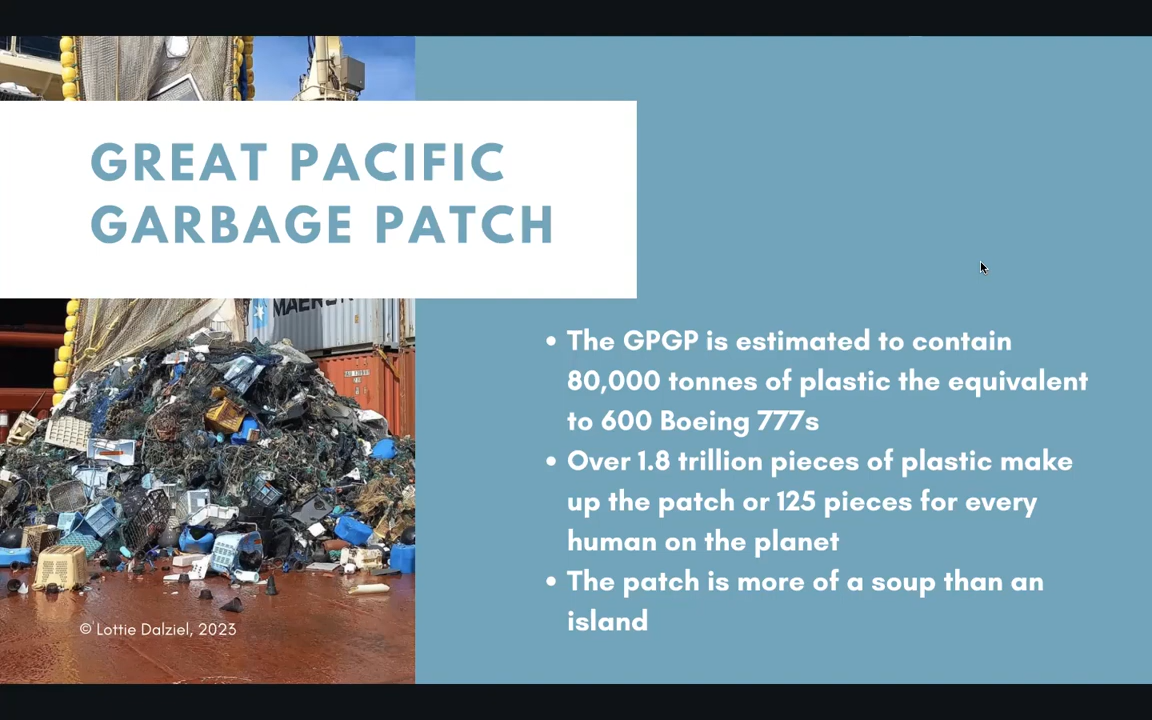 GREAT PACIFIC
GARBAGE PATCH
The GPGP is estimated to contain
80,000 tonnes of plastic the equivalent
to 600 Boeing 777s
Over 1.8 trillion pieces of plastic make
up the patch or 125 pieces for every
human on the planet
The patch is more of a soup than an
island
© Lottie Dalziel, 2023